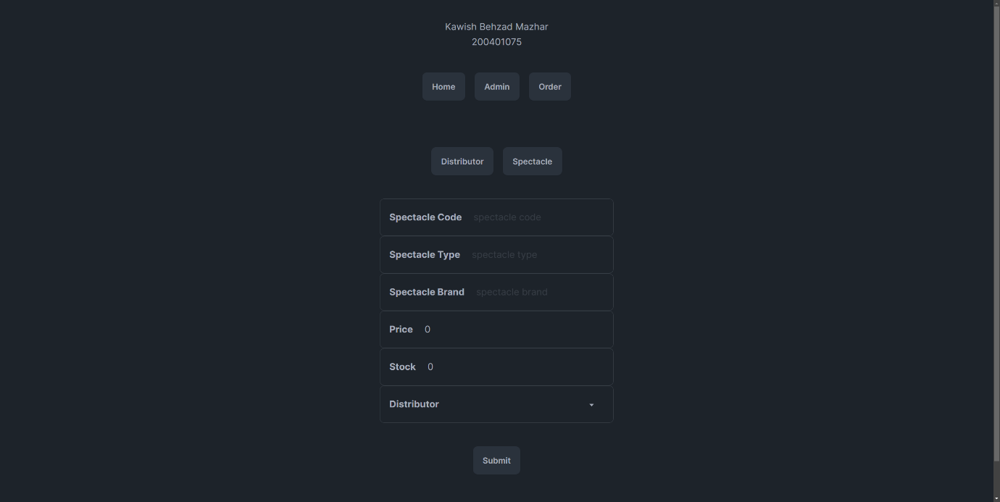 Kawish Behzad Mazhar
200401075
Home Admin Order
Distributor Spectacle
Spectacle Code spectacle code
Spectacle Type spectacle type
Spectacle Brand spectacle brand
Price 0
Stock 0
Distributor
Submit